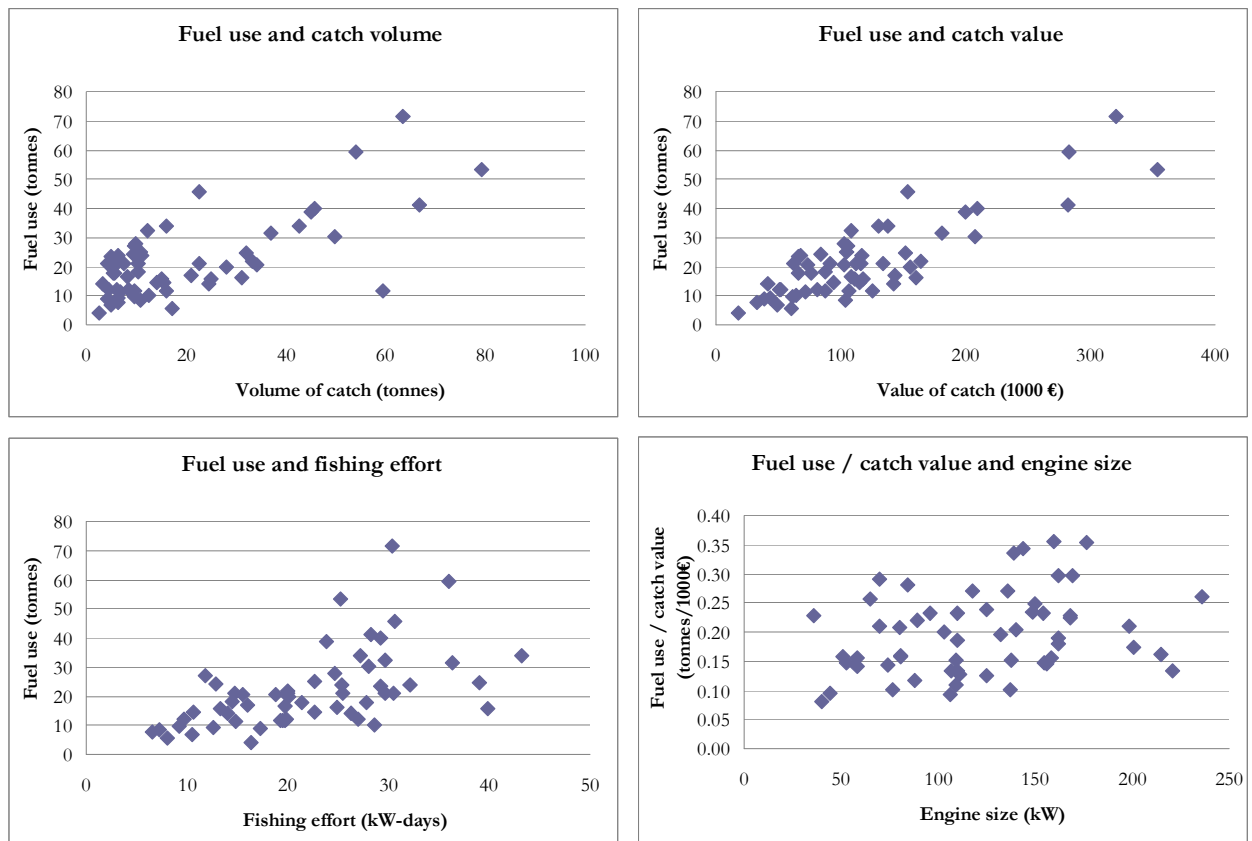 Fuel use and catch volume
Fuel use (tonnes)
80
70
60
50
40
30
20
10
0
0 20 40 60 80 100
Volume of catch (tonnes)
Fuel use and catch value
Fuel use (tonnes)
80
70
60
50
40
30
20
10
0
0 100 200 300 400
Value of catch (1000 €)
Fuel use and fishing effort
Fuel use (tonnes)
80
70
60
50
40
30
20
10
0
0 10 20 30 40 50
Fishing effort (kW-days)
Fuel use / catch value and engine size
Fuel use / catch value
(tonnes/1000€)
0.40
0.35
0.30
0.25
0.20
0.15
0.10
0.05
0.00
0 50 100 150 200 250
Engine size (kW)